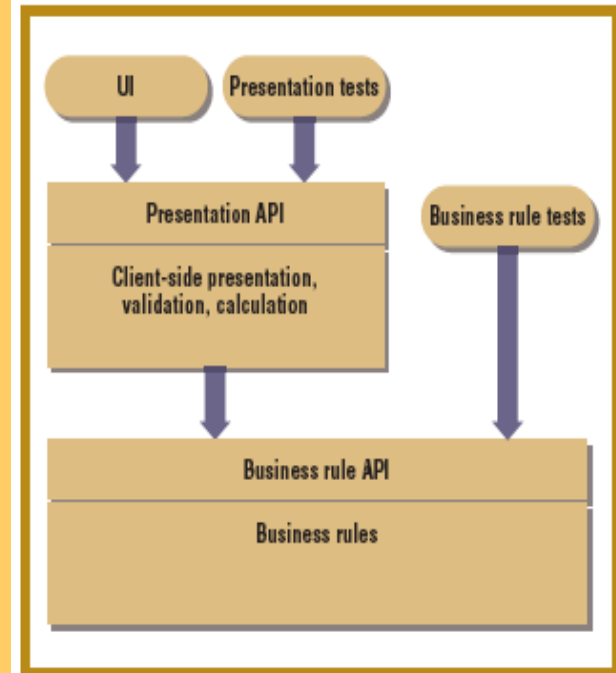 UI
Presentation tests
Presentation API
Business rule tests
Client-side presentation,
validation, calculation
Business rule API
Business rules